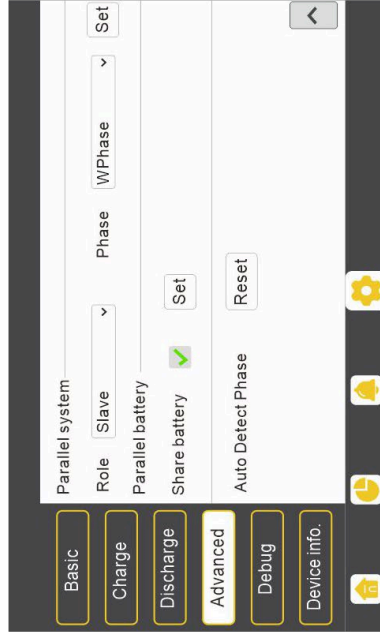 Basic
Charge
Discharge
Advanced
Debug
Device info.
Parallel system
Role Slave Phase WPhase Set
Parallel battery
Share battery Set
Auto Detect Phase Reset